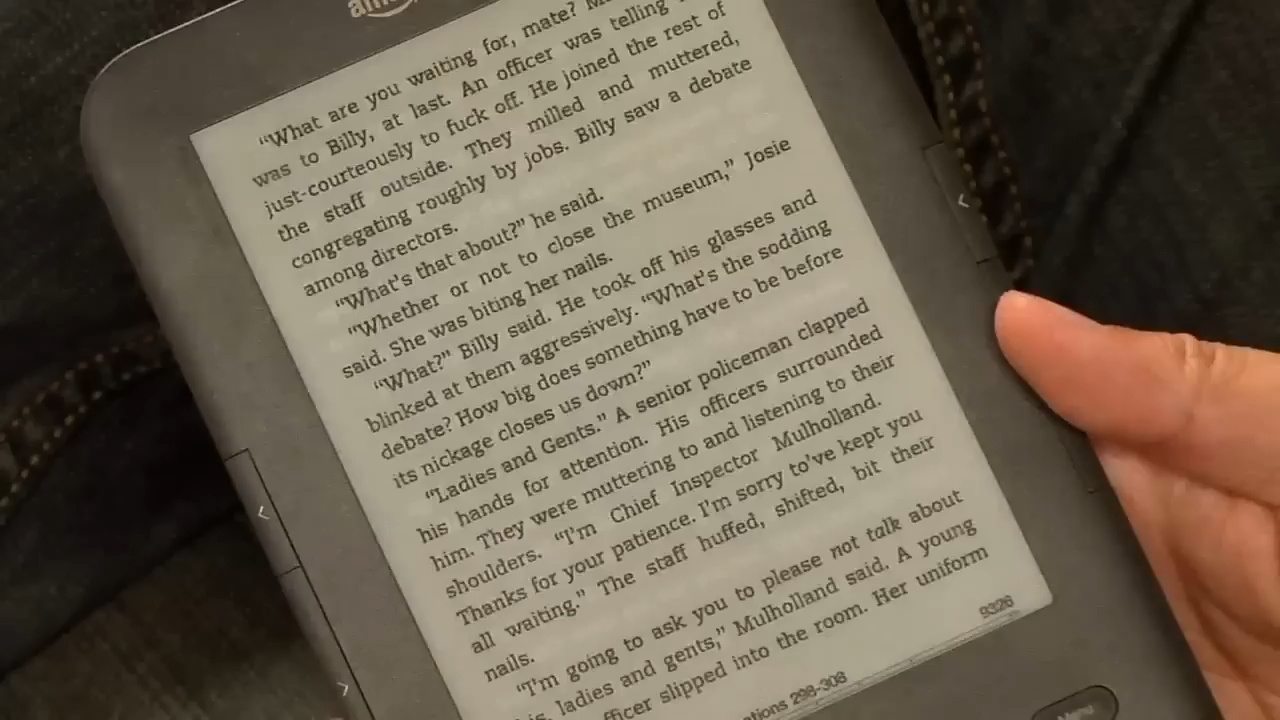 “What are you waiting for, mate?
was to Billy, at last. An officer was telling
just-courteously to fuck off. He joined the rest of
the staff outside. They milled and muttered,
congregating roughly by jobs. Billy saw a debate
among directors.
“What’s that about?” he said.
“Whether or not to close the museum,” Josie
said. She was biting her nails.
“What?” Billy said. He took off his glasses and
blinked at them aggressively. “What’s the sodding
debate? How big does something have to be before
its nickage closes us down?”
“Ladies and Gents.” A senior policeman clapped
his hands for attention. His officers surrounded
him. They were muttering to and listening to their
shoulders. “I’m Chief Inspector Mulholland.
Thanks for your patience. I’m sorry to’ve kept you
all waiting.” The staff huffed, shifted, bit their
nails.
“I’m going to ask you to please not talk about
ladies and gents,” Mulholland said. A young
officer slipped into the room. Her uniform
298-308
9326